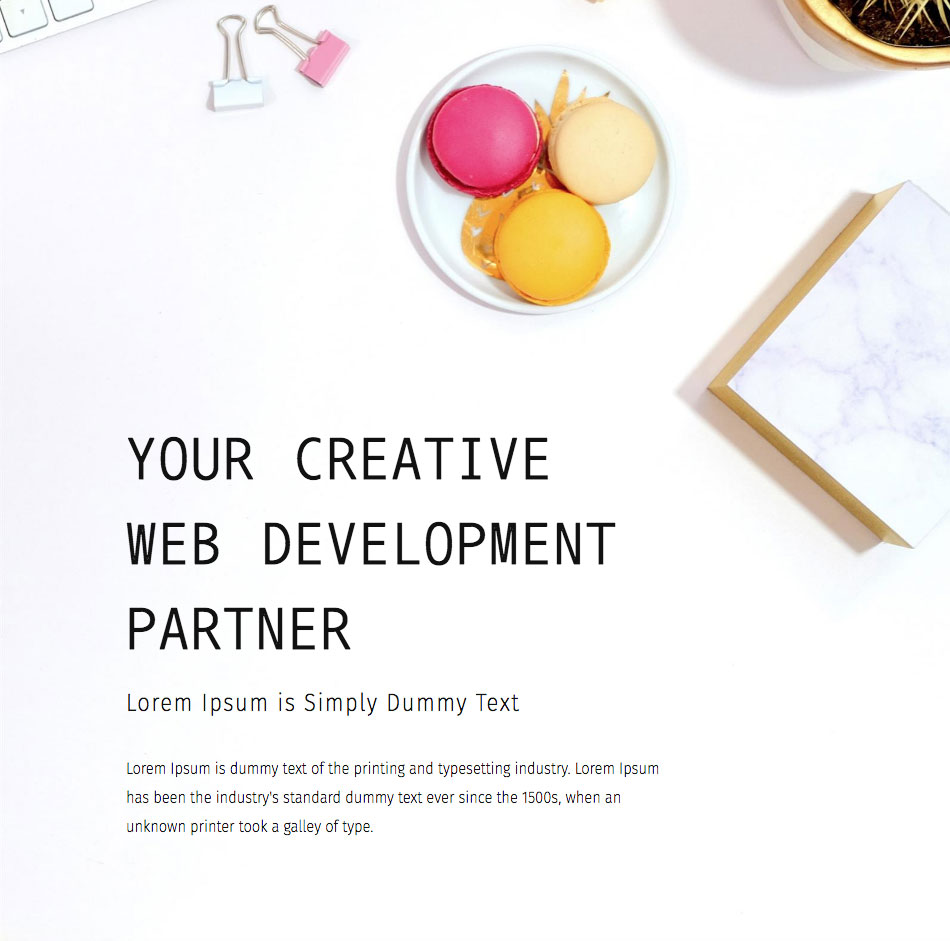 YOUR CREATIVE
WEB DEVELOPMENT
PARTNER
Lorem Ipsum is Simply Dummy Text
Lorem Ipsum is dummy text of the printing and typesetting industry. Lorem Ipsum
has been the industry's standard dummy text ever since the 1500s, when an
unknown printer took a galley of type.